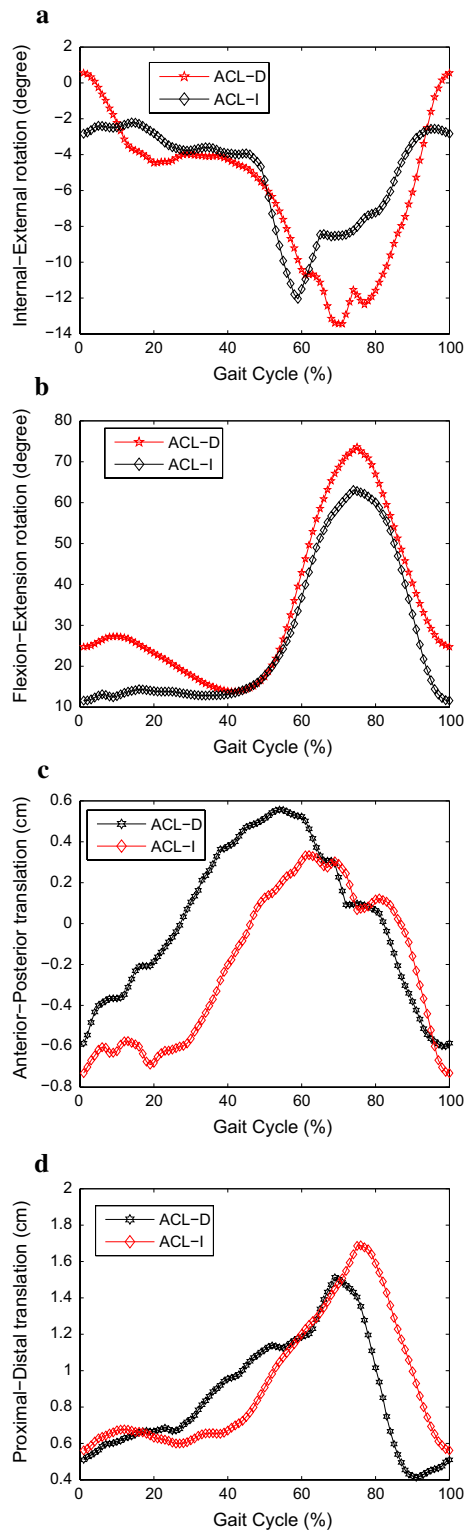 a
2
0
−2
−4
−6
−8
−10
−12
−14
Internal−External rotation (degree)
ACL−D
ACL−I
0 20 40 60 80 100
Gait Cycle (%)
b
80
70
60
50
40
30
20
10
Flexion−Extension rotation (degree)
ACL−D
ACL−I
0 20 40 60 80 100
Gait Cycle (%)
c
0.6
0.4
0.2
0
−0.2
−0.4
−0.6
−0.8
Anterior−Posterior translation (cm)
ACL−D
ACL−I
0 20 40 60 80 100
Gait Cycle (%)
d
2
1.8
1.6
1.4
1.2
1
0.8
0.6
0.4
Proximal−Distal translation (cm)
ACL−D
ACL−I
0 20 40 60 80 100
Gait Cycle (%)